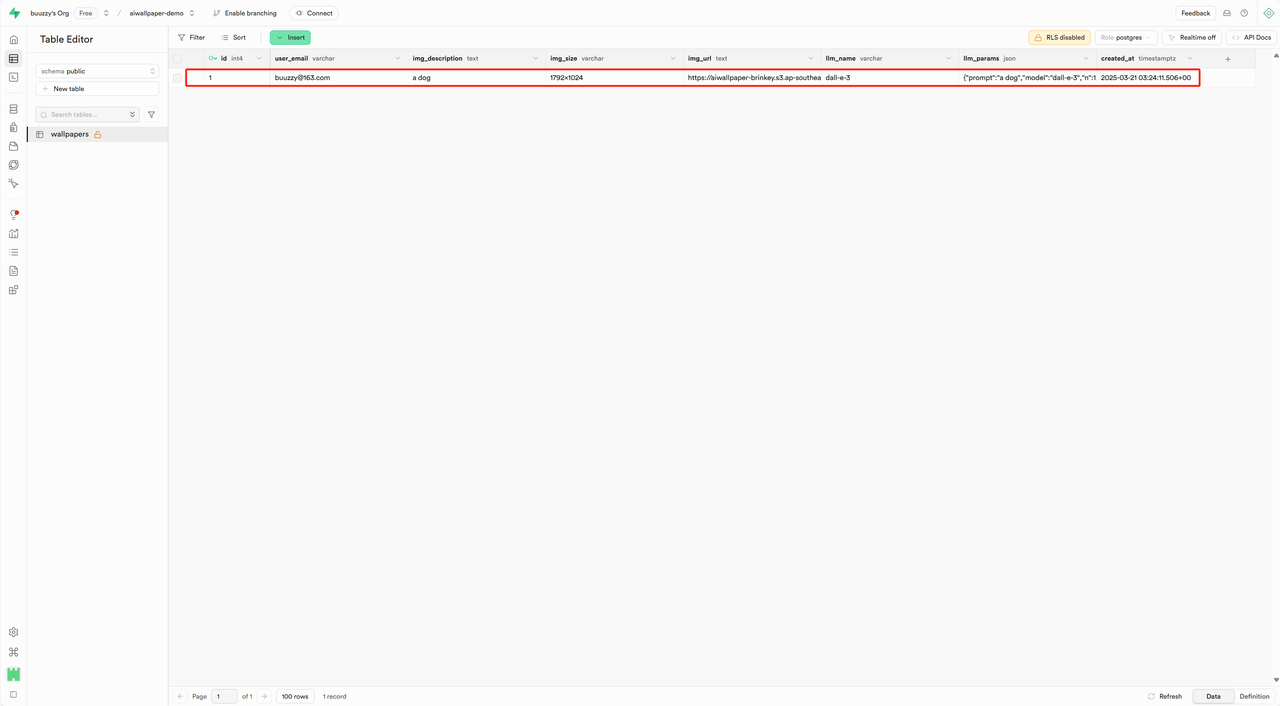 buuzzy's Org Free / aiwallpaper-demo Enable branching Connect Feedback
Table Editor
schema public
New table
Search tables...
wallpapers
Filter Sort Insert RLS disabled Role postgres Realtime off API Docs
id int4 user_email varchar img_description text img_size varchar img_url text llm_name varchar llm_params json created_at timestamptz
1 buuzzy@163.com a dog 1792x1024 https://aiwallpaper-brinkey.s3.ap-southea dall-e-3 {"prompt":"a dog","model":"dall-e-3","n":1 2025-03-21 03:24:11.506+00
Page 1 of 1 100 rows 1 record Refresh Data Definition